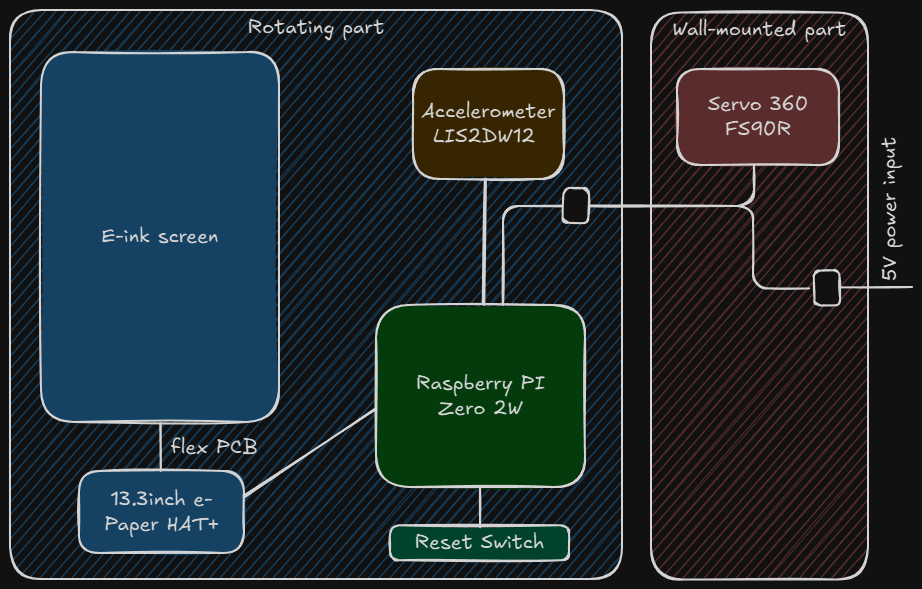 Rotating part
Wall-mounted part
Accelerometer
LIS2DW12
Servo 360
FS90R
5V power input
E-ink screen
Raspberry PI
Zero 2W
flex PCB
13.3inch e-
Paper HAT+
Reset Switch